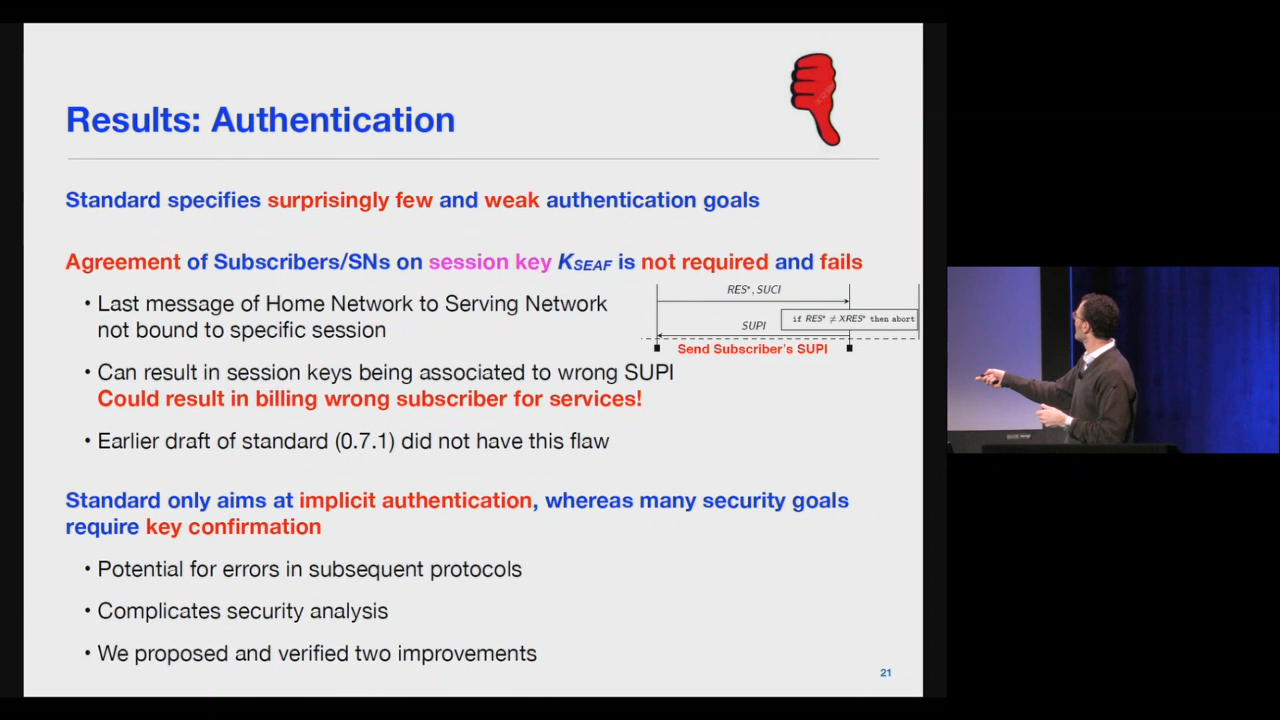 Results: Authentication
Standard specifies surprisingly few and weak authentication goals
Agreement of Subscribers/SNs on session key KSEAF is not required and fails
• Last message of Home Network to Serving Network
not bound to specific session
RES*, SUCI
if RES* ≠ XRES* then abort
SUPI
Send Subscriber's SUPI
• Can result in session keys being associated to wrong SUPI
Could result in billing wrong subscriber for services!
• Earlier draft of standard (0.7.1) did not have this flaw
Standard only aims at implicit authentication, whereas many security goals
require key confirmation
• Potential for errors in subsequent protocols
• Complicates security analysis
• We proposed and verified two improvements
21